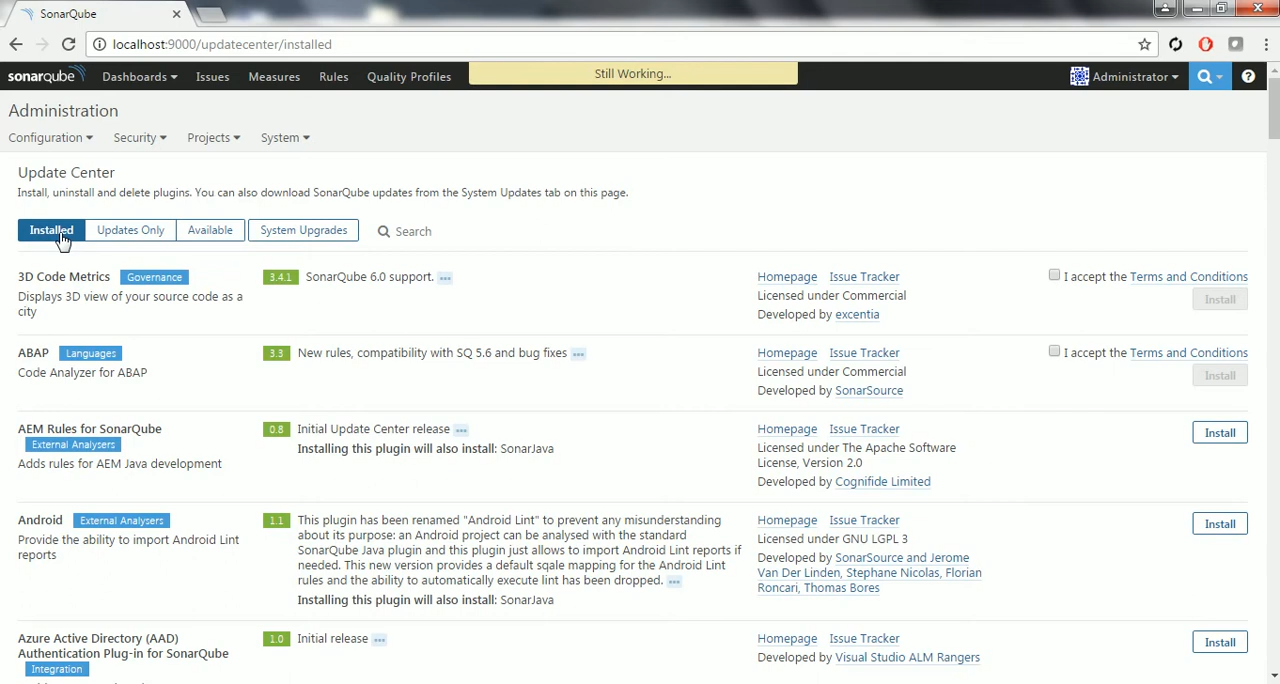 SonarQube
localhost:9000/updatecenter/installed
sonarqube Dashboards Issues Measures Rules Quality Profiles Still Working... Administrator
Administration
Configuration Security Projects System
Update Center
Install, uninstall and delete plugins. You can also download SonarQube updates from the System Updates tab on this page.
Installed Updates Only Available System Upgrades Search
3D Code Metrics Governance 3.4.1 SonarQube 6.0 support. ... Homepage Issue Tracker I accept the Terms and Conditions
Displays 3D view of your source code as a Licensed under Commercial Install
city Developed by excentia
ABAP Languages 3.3 New rules, compatibility with SQ 5.6 and bug fixes ... Homepage Issue Tracker I accept the Terms and Conditions
Code Analyzer for ABAP Licensed under Commercial Install
Developed by SonarSource
AEM Rules for SonarQube 0.8 Initial Update Center release ... Homepage Issue Tracker Install
External Analysers Installing this plugin will also install: SonarJava Licensed under The Apache Software
Adds rules for AEM Java development License, Version 2.0
Developed by Cognifide Limited
Android External Analysers 1.1 This plugin has been renamed "Android Lint" to prevent any misunderstanding Homepage Issue Tracker Install
Provide the ability to import Android Lint about its purpose: an Android project can be analysed with the standard Licensed under GNU LGPL 3
reports SonarQube Java plugin and this plugin just allows to import Android Lint reports if Developed by SonarSource and Jerome
needed. This new version provides a default sqale mapping for the Android Van Der Linden, Stephane Nicolas, Florian
Lint rules and the ability to automatically execute lint has been dropped. ... Roncari, Thomas Bores
Installing this plugin will also install: SonarJava
Azure Active Directory (AAD) 1.0 Initial release ... Homepage Issue Tracker Install
Authentication Plug-in for SonarQube Developed by Visual Studio ALM Rangers
Integration